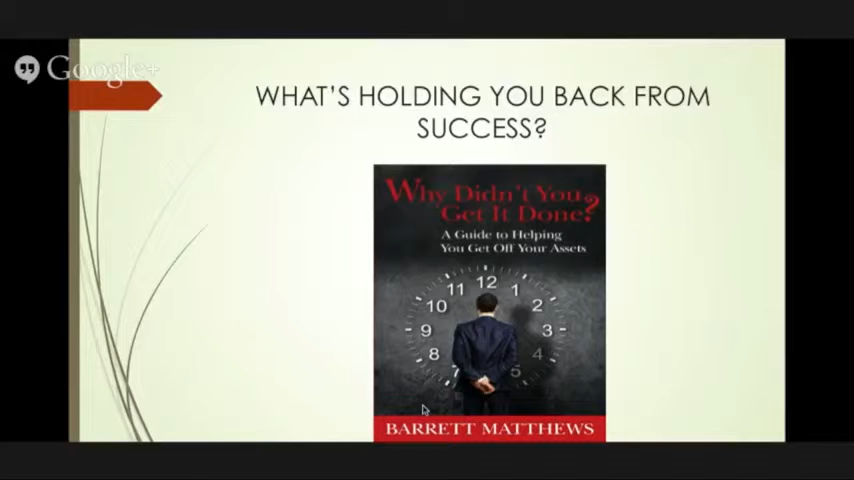 Google+
WHAT'S HOLDING YOU BACK FROM
SUCCESS?
Why Didn't You
Get It Done?
A Guide to Helping
You Get Off Your Assets
12
11
1
10
2
9
3
8
4
7
5
BARRETT MATTHEWS